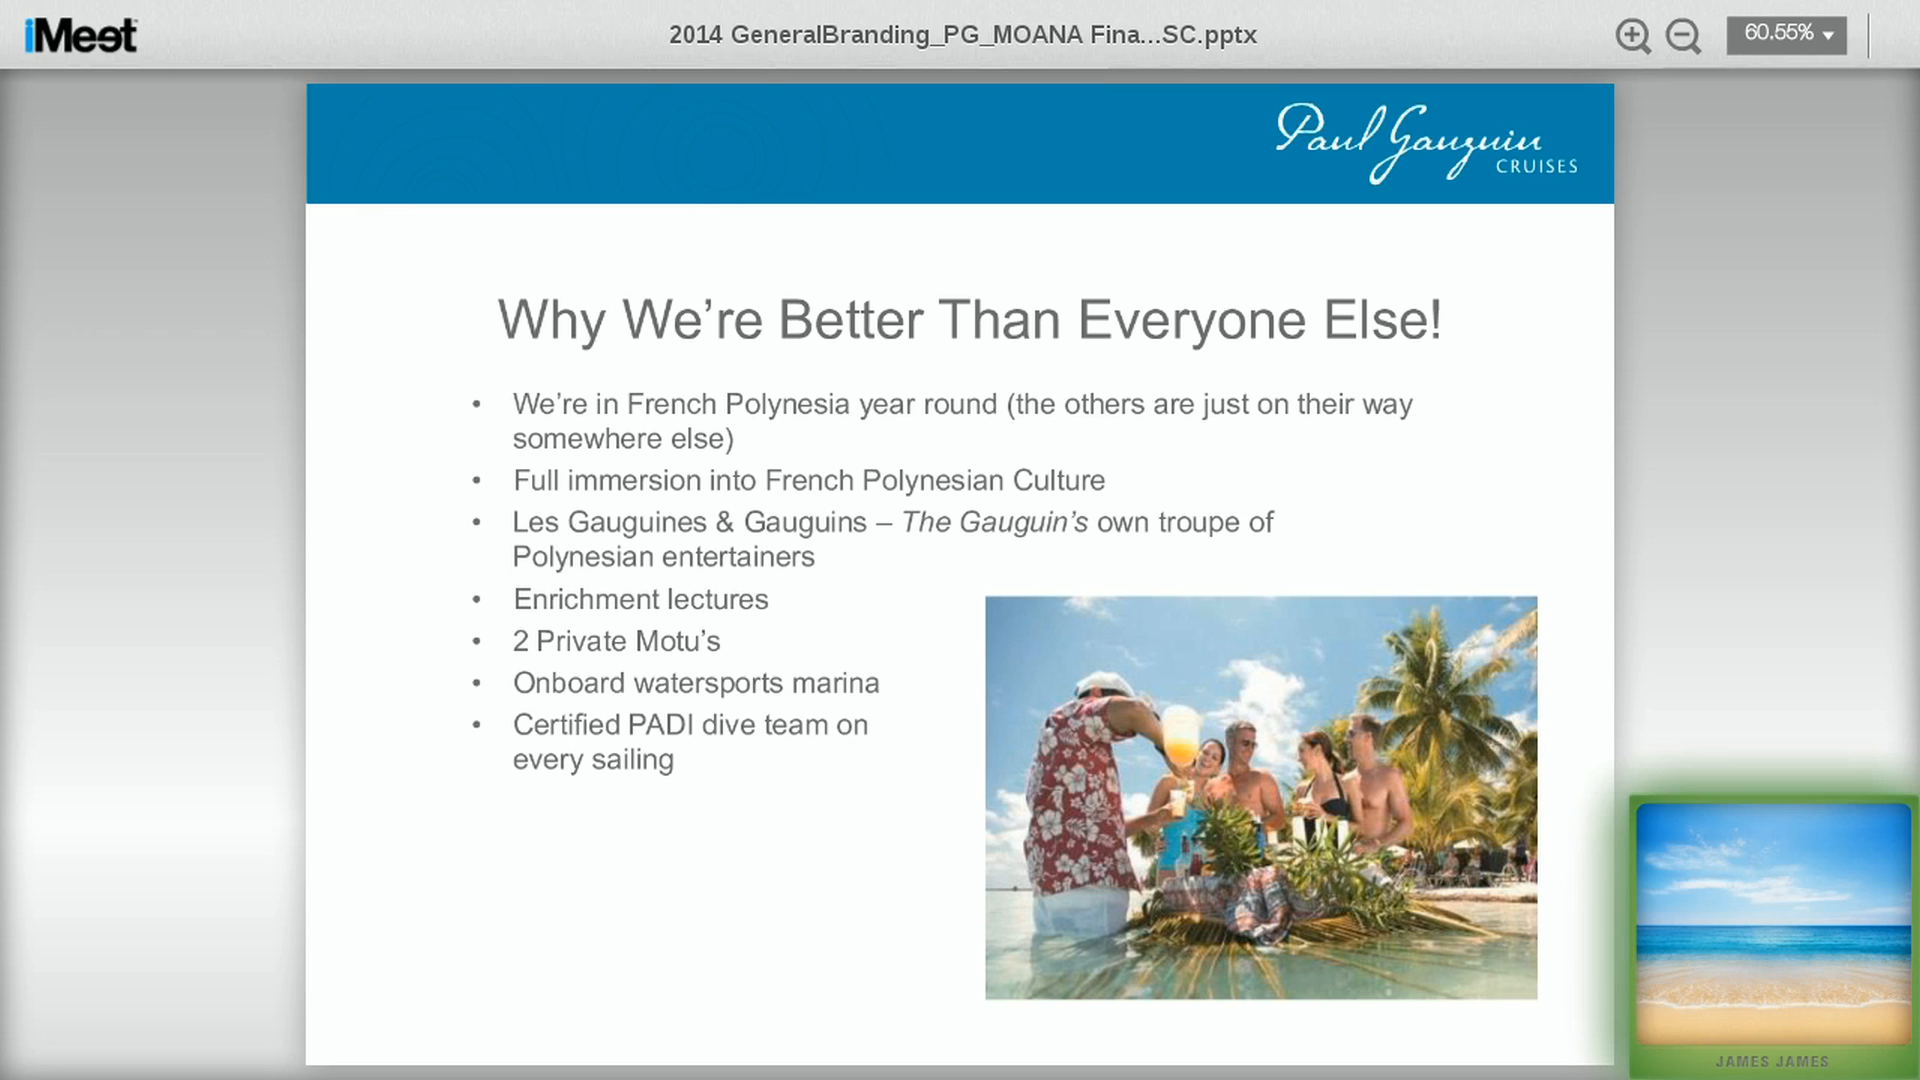 iMeet
2014 GeneralBranding_PG_MOANA Fina...SC.pptx
60.55%
Paul Gauguin
CRUISES
Why We’re Better Than Everyone Else!
• We’re in French Polynesia year round (the others are just on their way
somewhere else)
• Full immersion into French Polynesian Culture
• Les Gauguines & Gauguins – The Gauguin’s own troupe of
Polynesian entertainers
• Enrichment lectures
• 2 Private Motu’s
• Onboard watersports marina
• Certified PADI dive team on
every sailing
JAMES JAMES